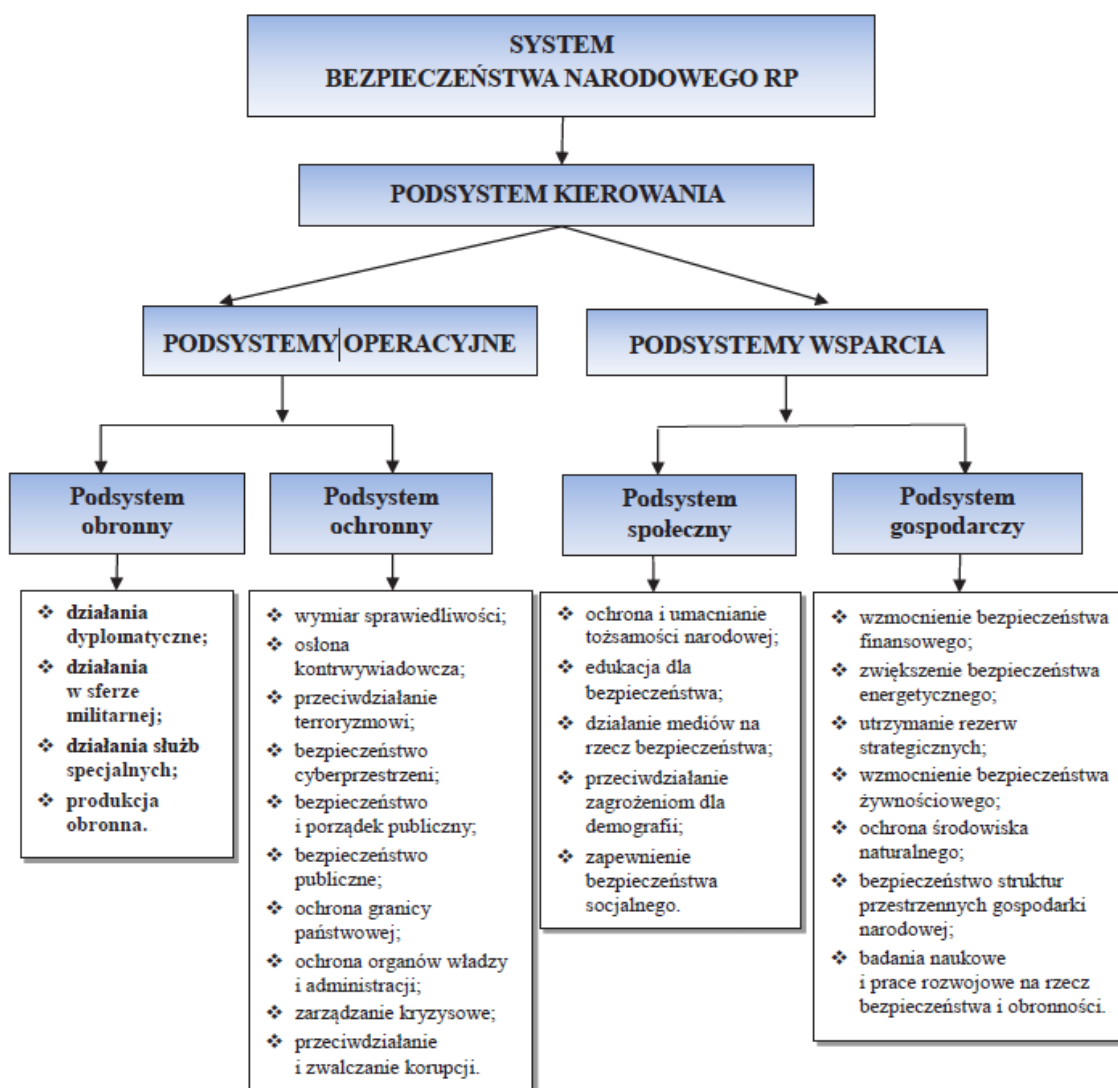 SYSTEM
BEZPIECZEŃSTWA NARODOWEGO RP
PODSYSTEM KIEROWANIA
PODSYSTEMY OPERACYJNE
PODSYSTEMY WSPARCIA
Podsystem
obronny
Podsystem
ochronny
Podsystem
społeczny
Podsystem
gospodarczy
❖ działania
dyplomatyczne;
❖ działania
w sferze
militarnej;
❖ działania służb
specjalnych;
❖ produkcja
obronna.
❖ wymiar sprawiedliwości;
❖ osłona
kontrwywiadowcza;
❖ przeciwdziałanie
terroryzmowi;
❖ bezpieczeństwo
cyberprzestrzeni;
❖ bezpieczeństwo
i porządek publiczny;
❖ bezpieczeństwo
publiczne;
❖ ochrona granicy
państwowej;
❖ ochrona organów władzy
i administracji;
❖ zarządzanie kryzysowe;
❖ przeciwdziałanie
i zwalczanie korupcji.
❖ ochrona i umacnianie
tożsamości narodowej;
❖ edukacja dla
bezpieczeństwa;
❖ działanie mediów na
rzecz bezpieczeństwa;
❖ przeciwdziałanie
zagrożeniom dla
demografii;
❖ zapewnienie
bezpieczeństwa
socjalnego.
❖ wzmocnienie bezpieczeństwa
finansowego;
❖ zwiększenie bezpieczeństwa
energetycznego;
❖ utrzymanie rezerw
strategicznych;
❖ wzmocnienie bezpieczeństwa
żywnościowego;
❖ ochrona środowiska
naturalnego;
❖ bezpieczeństwo struktur
przestrzennych gospodarki
narodowej;
❖ badania naukowe
i prace rozwojowe na rzecz
bezpieczeństwa i obronności.